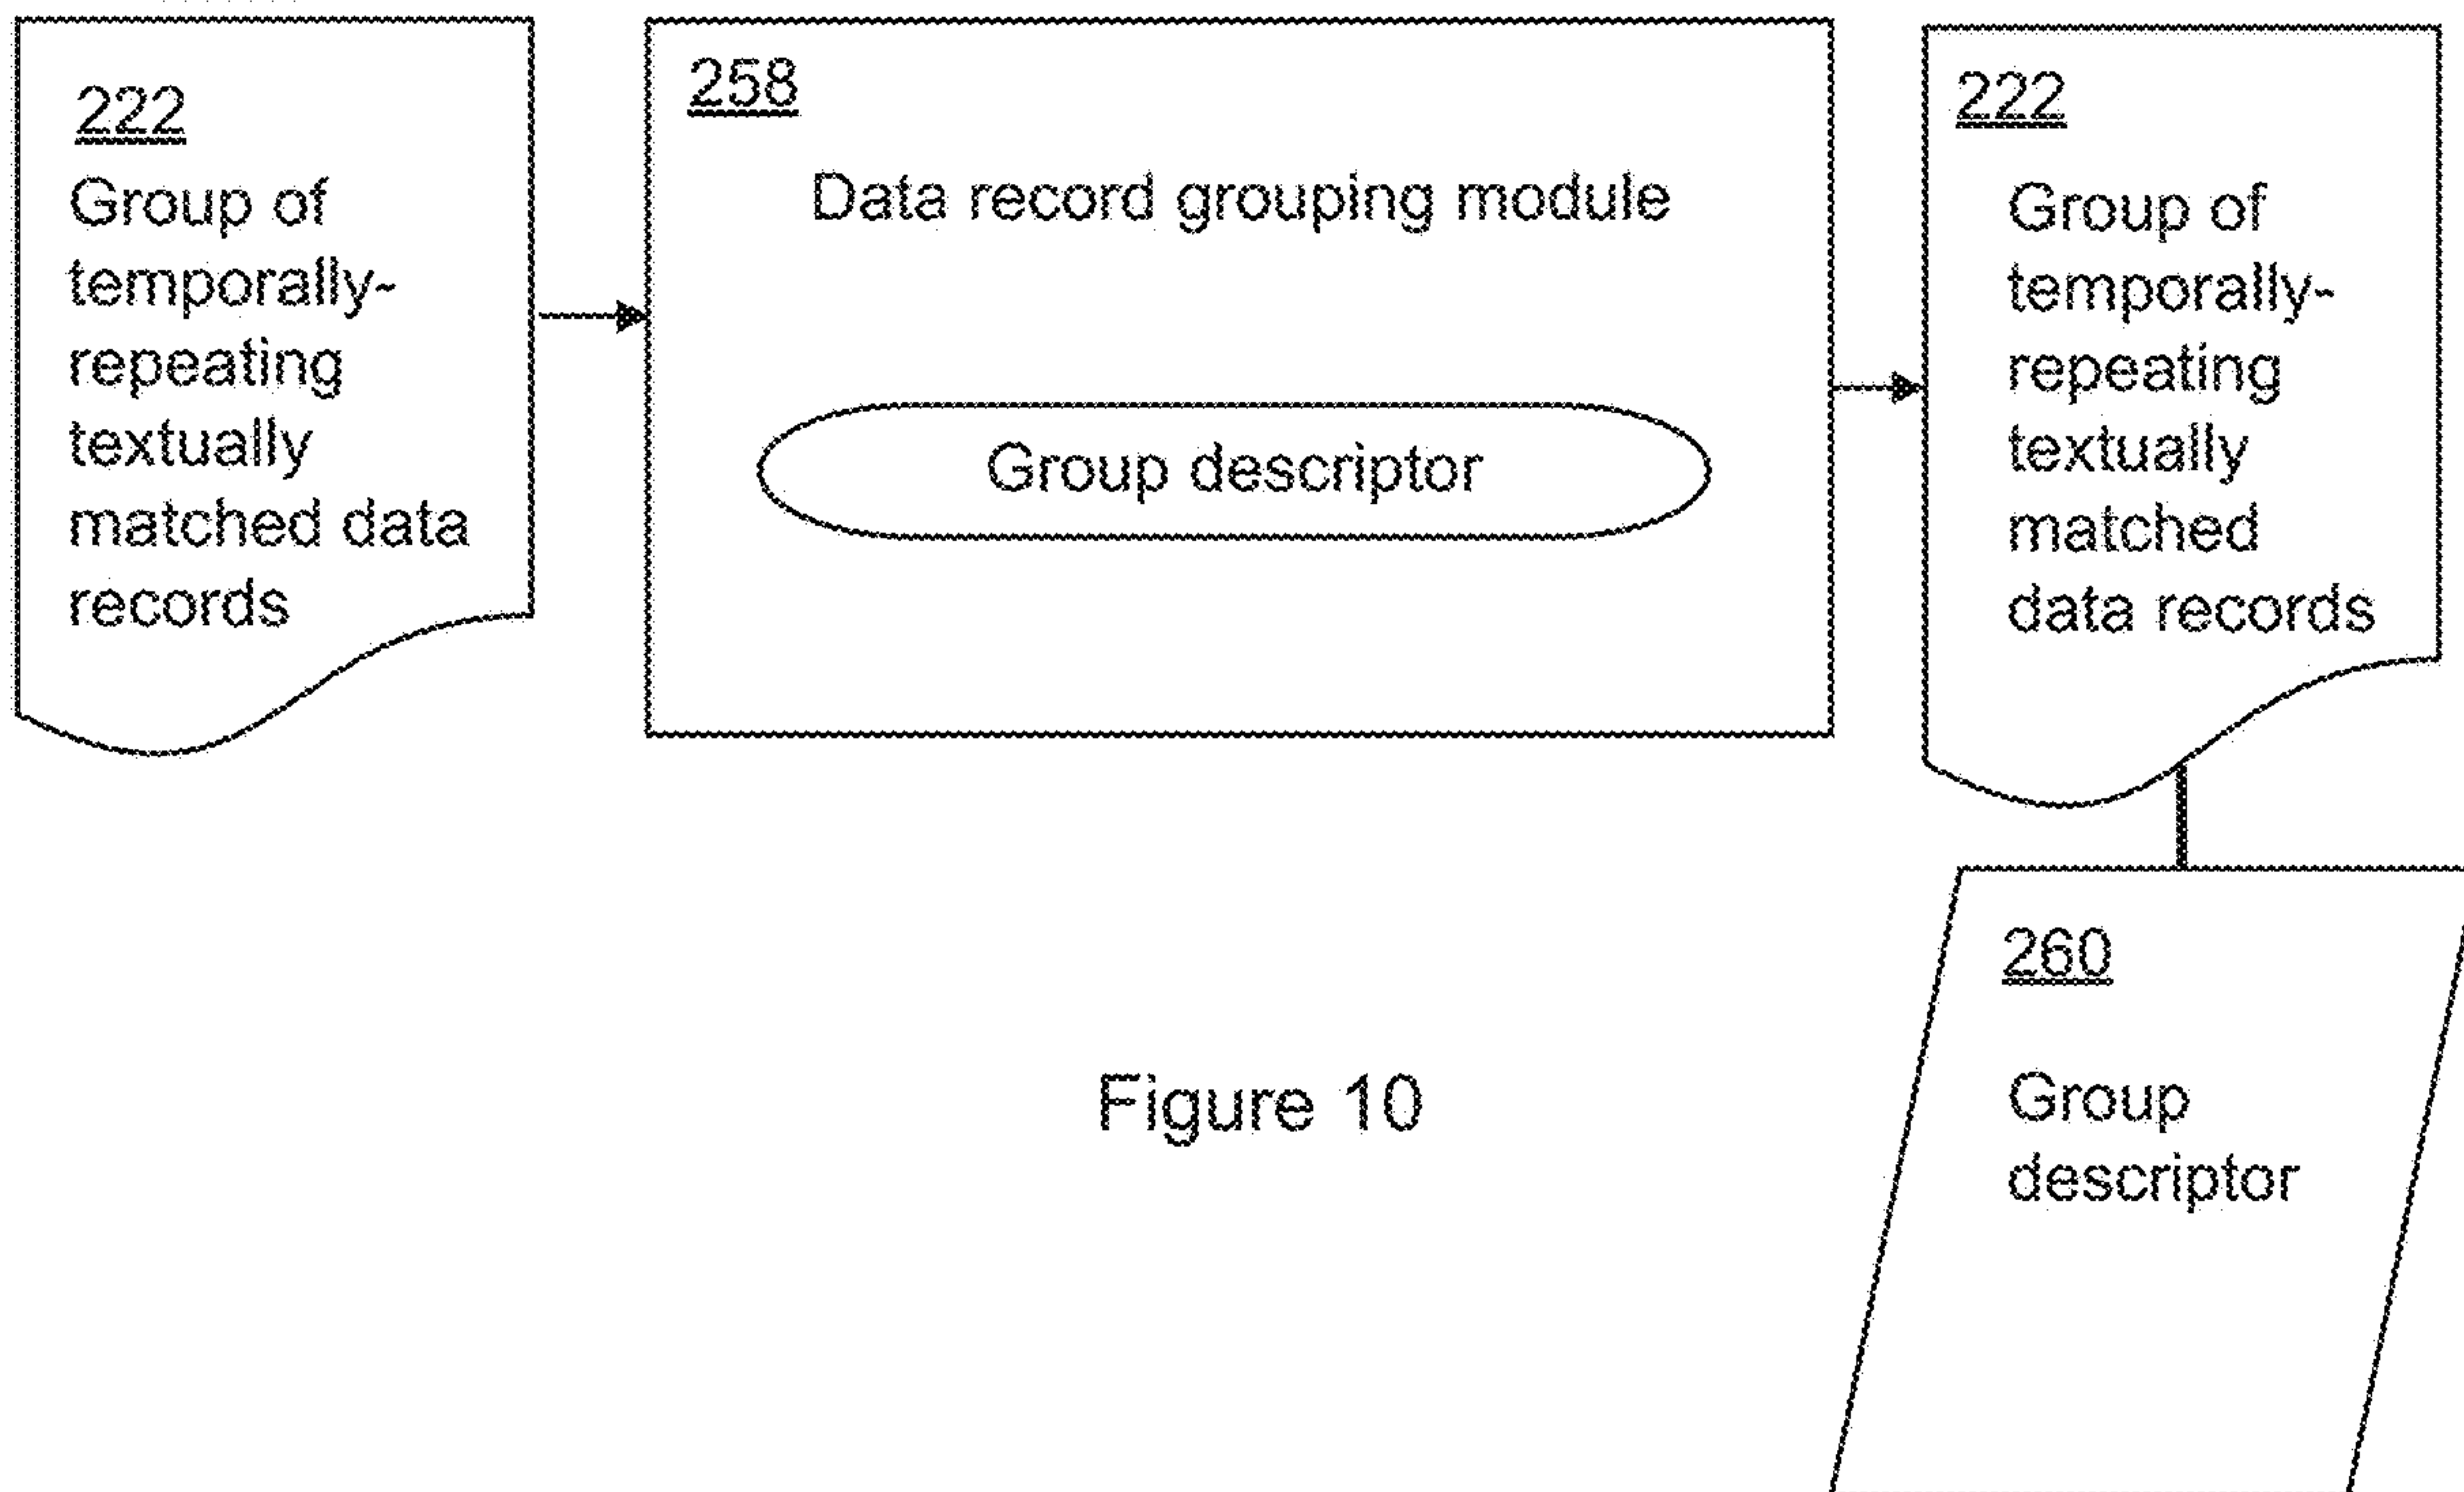 222
Group of
temporally-
repeating
textually
matched data
records
258
Data record grouping module
Group descriptor
222
Group of
temporally-
repeating
textually
matched
data records
260
Group
descriptor
Figure 10